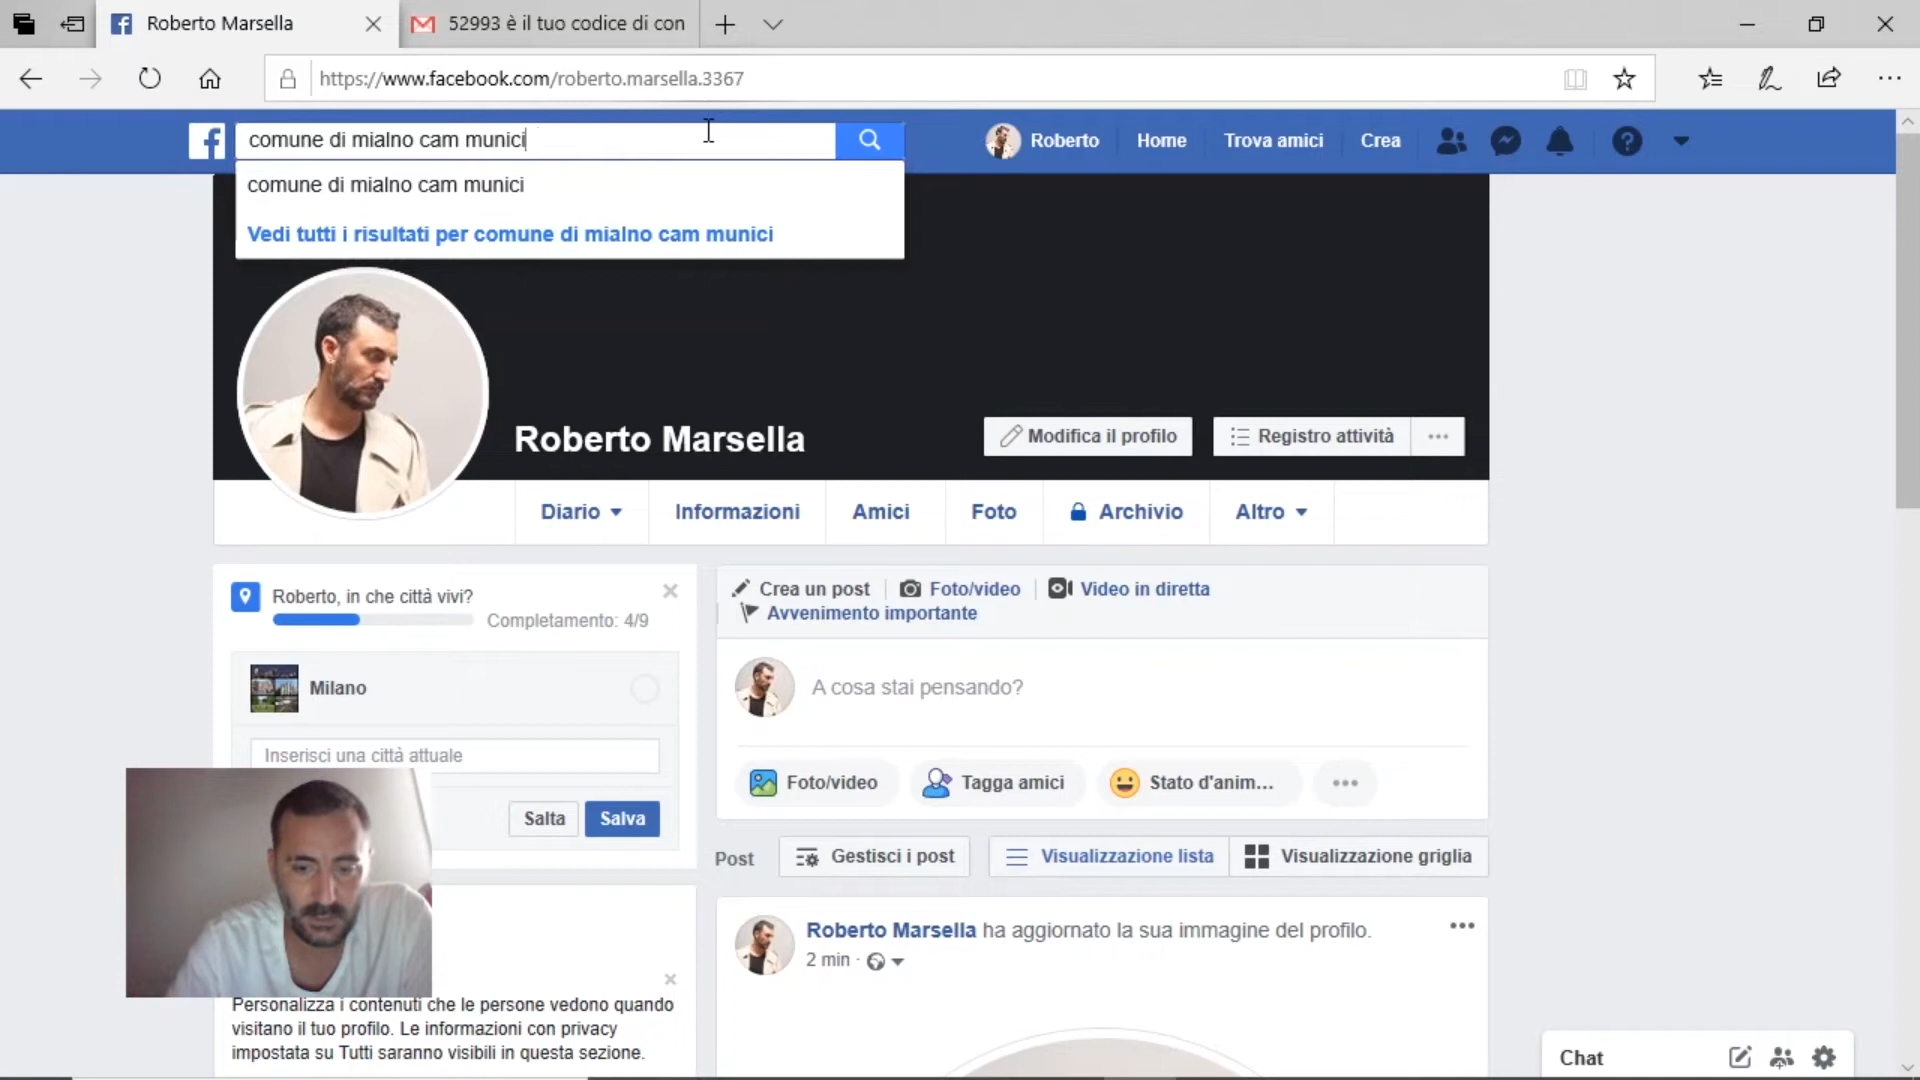 Roberto Marsella
52993 è il tuo codice di con
https://www.facebook.com/roberto.marsella.3367
comune di mialno cam munici
Roberto
Home
Trova amici
Crea
comune di mialno cam munici
Vedi tutti i risultati per comune di mialno cam munici
Roberto Marsella
Modifica il profilo
Registro attività
Diario
Informazioni
Amici
Foto
Archivio
Altro
Roberto, in che città vivi?
Completamento: 4/9
Milano
Inserisci una città attuale
Salta
Salva
Personalizza i contenuti che le persone vedono quando
visitano il tuo profilo. Le informazioni con privacy
impostata su Tutti saranno visibili in questa sezione.
Crea un post
Foto/video
Video in diretta
Avvenimento importante
A cosa stai pensando?
Foto/video
Tagga amici
Stato d'anim...
Post
Gestisci i post
Visualizzazione lista
Visualizzazione griglia
Roberto Marsella ha aggiornato la sua immagine del profilo.
2 min ·
Chat